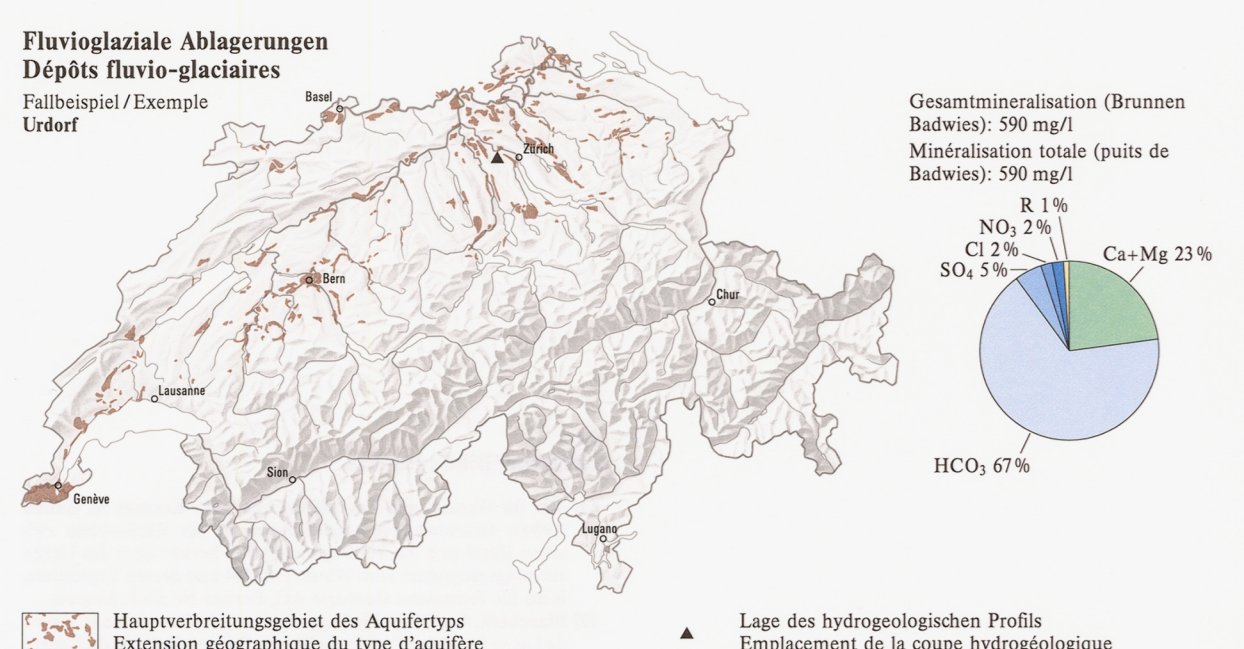 Fluvioglaziale Ablagerungen
Dépôts fluvio-glaciaires
Fallbeispiel / Exemple
Urdorf
Basel
Zürich
Bern
Chur
Lausanne
Sion
Genève
Lugano
Gesamtmineralisation (Brunnen
Badwies): 590 mg/l
Minéralisation totale (puits de
Badwies): 590 mg/l
R 1%
NO₃ 2%
Cl 2%
SO₄ 5%
Ca+Mg 23%
HCO₃ 67%
Hauptverbreitungsgebiet des Aquifertyps
Extension géographique du type d'aquifère
Lage des hydrogeologischen Profils
Emplacement de la coupe hydrogéologique